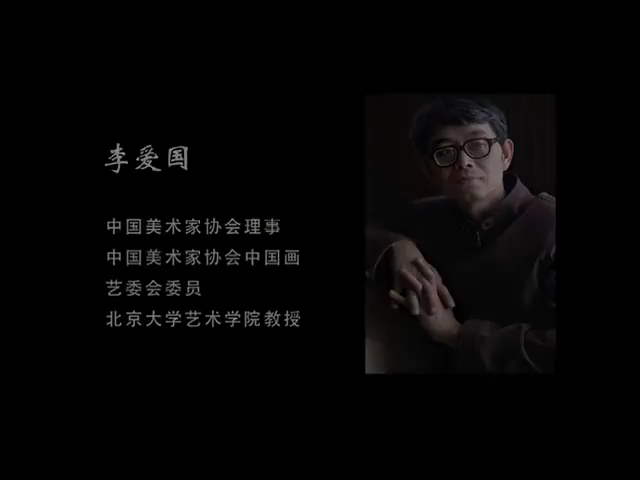 李爱国
中国美术家协会理事
中国美术家协会中国画
艺委会委员
北京大学艺术学院教授